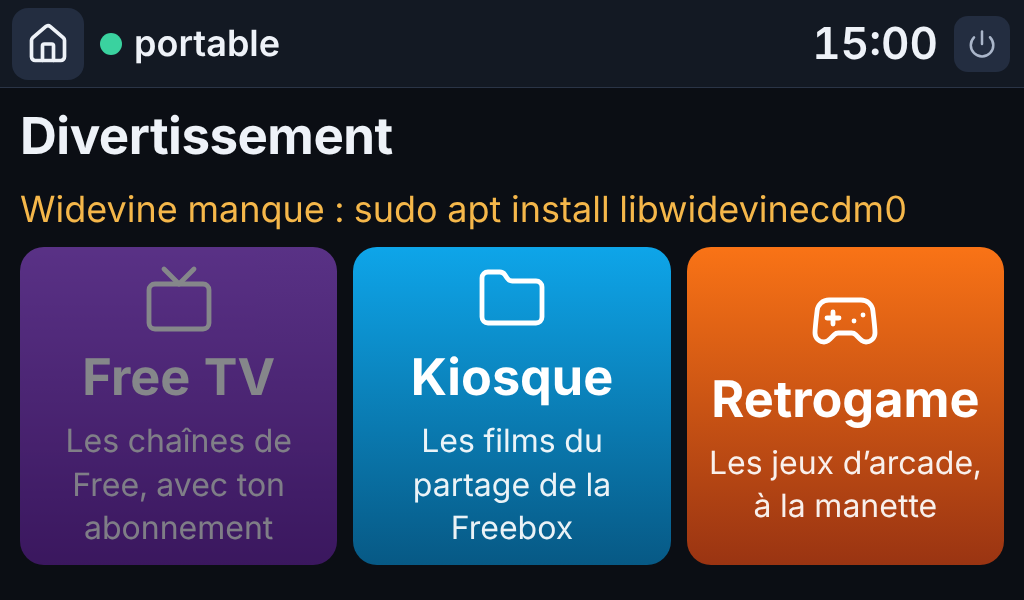 portable
15:00
Divertissement
Widevine manque : sudo apt install libwidevinecdm0
Free TV
Les chaînes de
Free, avec ton
abonnement
Kiosque
Les films du
partage de la
Freebox
Retrogame
Les jeux d’arcade,
à la manette